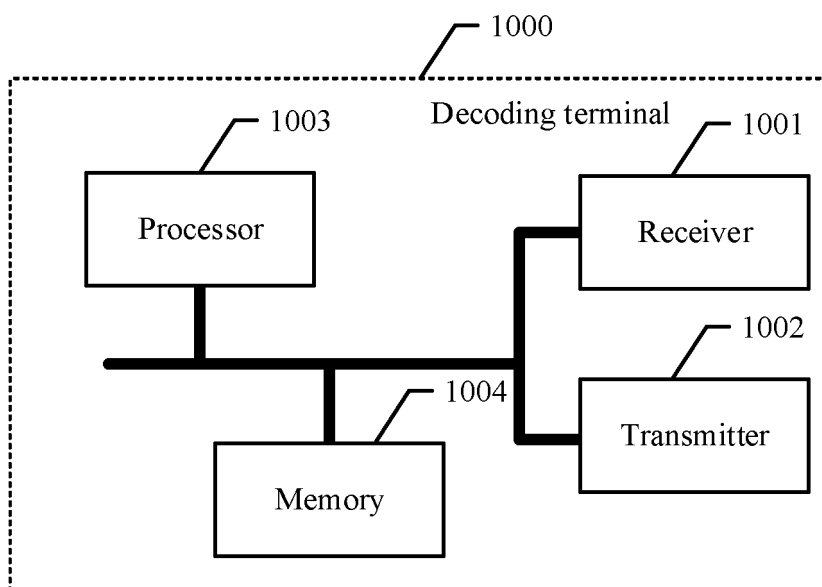 1000
Decoding terminal
1003
1001
Processor
Receiver
1002
1004
Transmitter
Memory